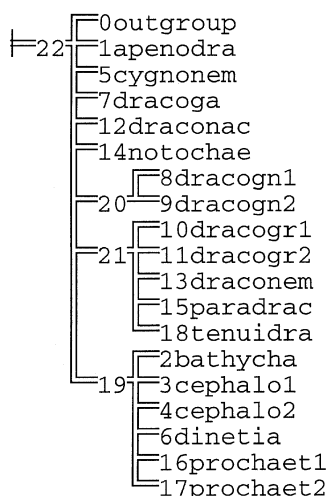 0outgroup
22 1apenodra
5cygnonem
7dracoga
12draconac
14notochae
8dracogn1
20 9dracogn2
10dracogr1
21 11dracogr2
13draconem
15paradrac
18tenuidra
2bathycha
19 3cephalo1
4cephalo2
6dinetia
16prochaet1
17prochaet2